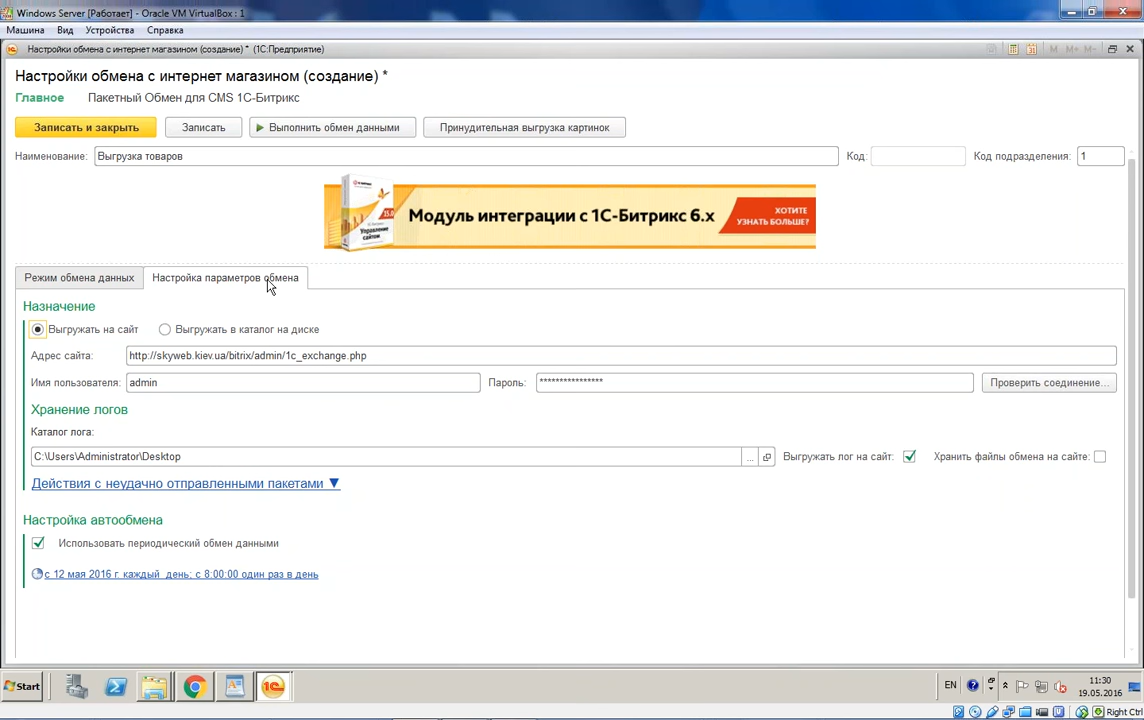 Windows Server [Работает] - Oracle VM VirtualBox : 1
Машина Вид Устройства Справка
Настройки обмена с интернет магазином (создание) * (1С:Предприятие)
M M+ M-
Настройки обмена с интернет магазином (создание) *
Главное Пакетный Обмен для CMS 1С-Битрикс
Записать и закрыть Записать Выполнить обмен данными Принудительная выгрузка картинок
Наименование: Выгрузка товаров Код: Код подразделения: 1
Модуль интеграции с 1С-Битрикс 6.x
ХОТИТЕ
УЗНАТЬ БОЛЬШЕ?
Режим обмена данных Настройка параметров обмена
Назначение
Выгружать на сайт Выгружать в каталог на диске
Адрес сайта: http://skyweb.kiev.ua/bitrix/admin/1c_exchange.php
Имя пользователя: admin Пароль: *************** Проверить соединение...
Хранение логов
Каталог лога:
C:\Users\Administrator\Desktop ... Выгружать лог на сайт: Хранить файлы обмена на сайте:
Действия с неудачно отправленными пакетами ▼
Настройка автообмена
Использовать периодический обмен данными
с 12 мая 2016 г. каждый день; с 8:00:00 один раз в день
Start EN 11:30
19.05.2016
Right Ctrl